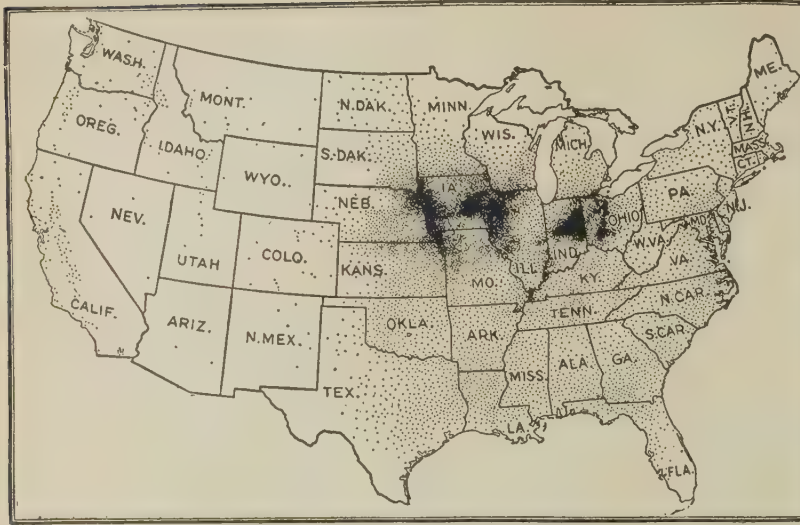 WASH.
MONT.
N.DAK.
MINN.
ME.
OREG.
IDAHO.
S.DAK.
WIS.
MICH.
N.Y.
VT.
N.H.
MASS.
CT.
WYO.
NEB.
IA.
PA.
N.J.
NEV.
UTAH
COLO.
KANS.
MO.
ILL.
IND.
OHIO
W.VA.
MD.
VA.
KY.
CALIF.
ARIZ.
N.MEX.
OKLA.
ARK.
TENN.
N.CAR.
S.CAR.
TEX.
MISS.
ALA.
GA.
LA.
FLA.